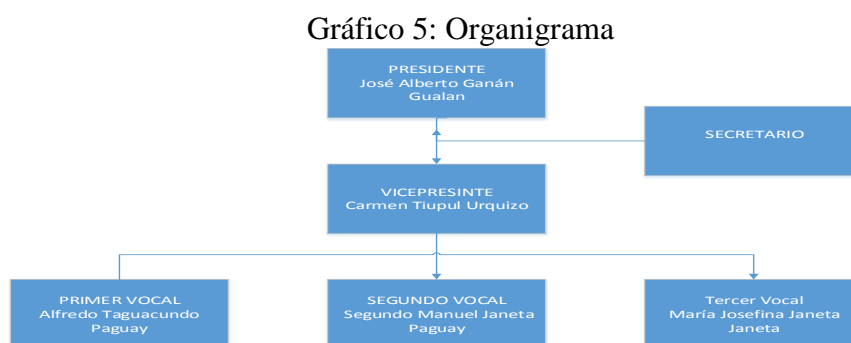 Gráfico 5: Organigrama
PRESIDENTE
José Alberto Ganán
Gualan
SECRETARIO
VICEPRESINTE
Carmen Tiupul Urquizo
PRIMER VOCAL
Alfredo Taguacundo
Paguay
SEGUNDO VOCAL
Segundo Manuel Janeta
Paguay
Tercer Vocal
María Josefina Janeta
Janeta